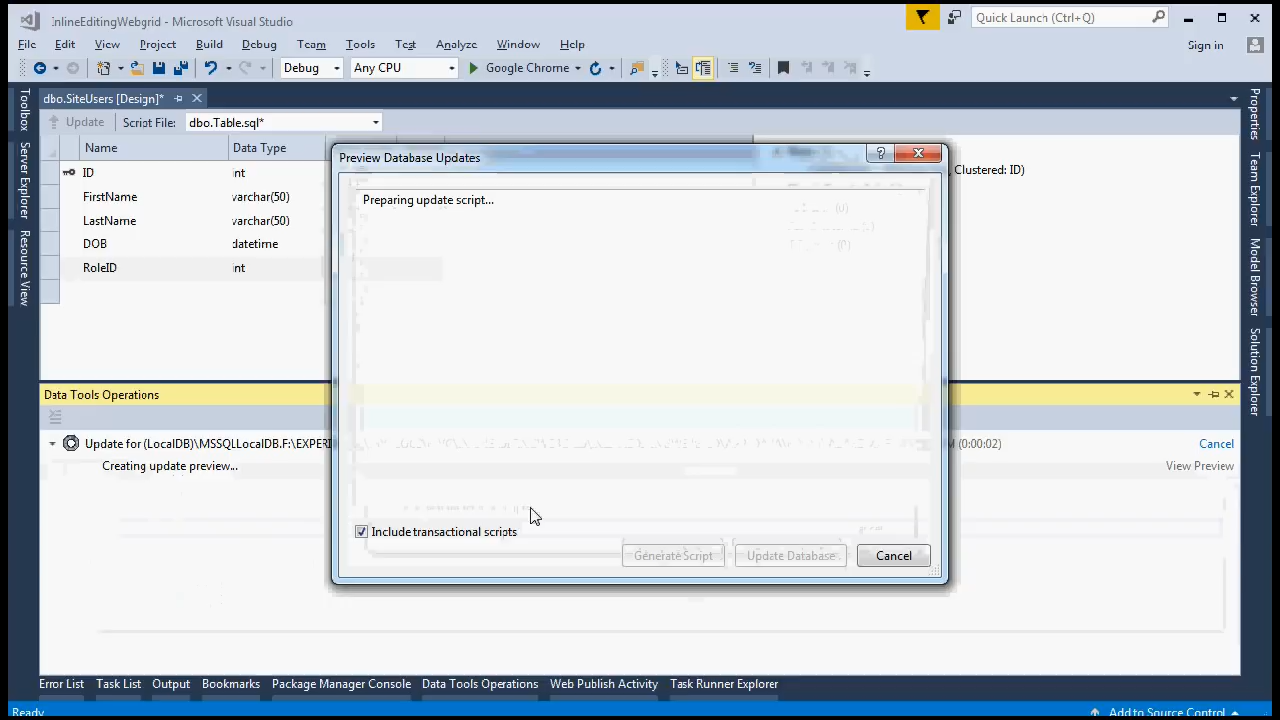 InlineEditingWebgrid - Microsoft Visual Studio
Quick Launch (Ctrl+Q)
File Edit View Project Build Debug Team Tools Test Analyze Window Help
Sign in
Debug Any CPU Google Chrome
dbo.SiteUsers [Design]*
Update Script File: dbo.Table.sql*
Name Data Type
ID int
FirstName varchar(50)
LastName varchar(50)
DOB datetime
RoleID int
, Clustered: ID)
Preview Database Updates
Preparing update script...
Include transactional scripts
Generate Script Update Database Cancel
Data Tools Operations
Update for (LocalDB)\MSSQLLocalDB.F:\EXPERI
(0:00:02) Cancel
Creating update preview... View Preview
Toolbox
Server Explorer
Resource View
Properties
Team Explorer
Model Browser
Solution Explorer
Error List Task List Output Bookmarks Package Manager Console Data Tools Operations Web Publish Activity Task Runner Explorer
Ready Add to Source Control